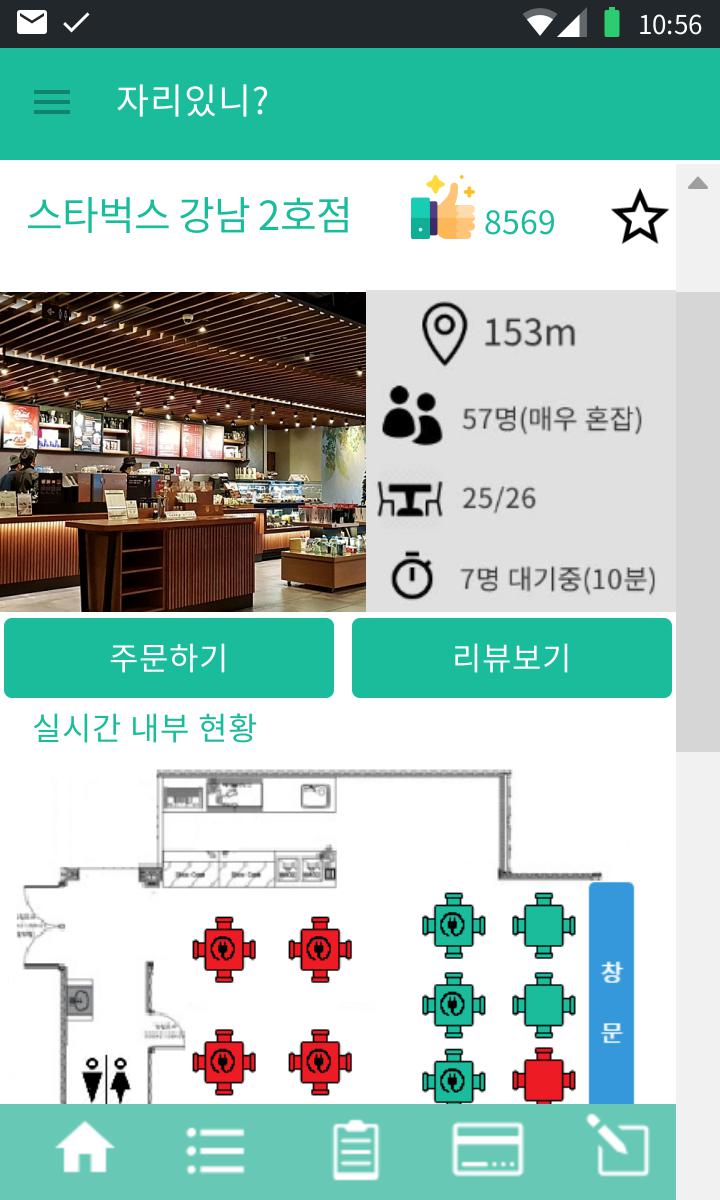 10:56
자리있니?
스타벅스 강남 2호점
8569
153m
57명(매우 혼잡)
25/26
7명 대기중(10분)
주문하기
리뷰보기
실시간 내부 현황
창
문